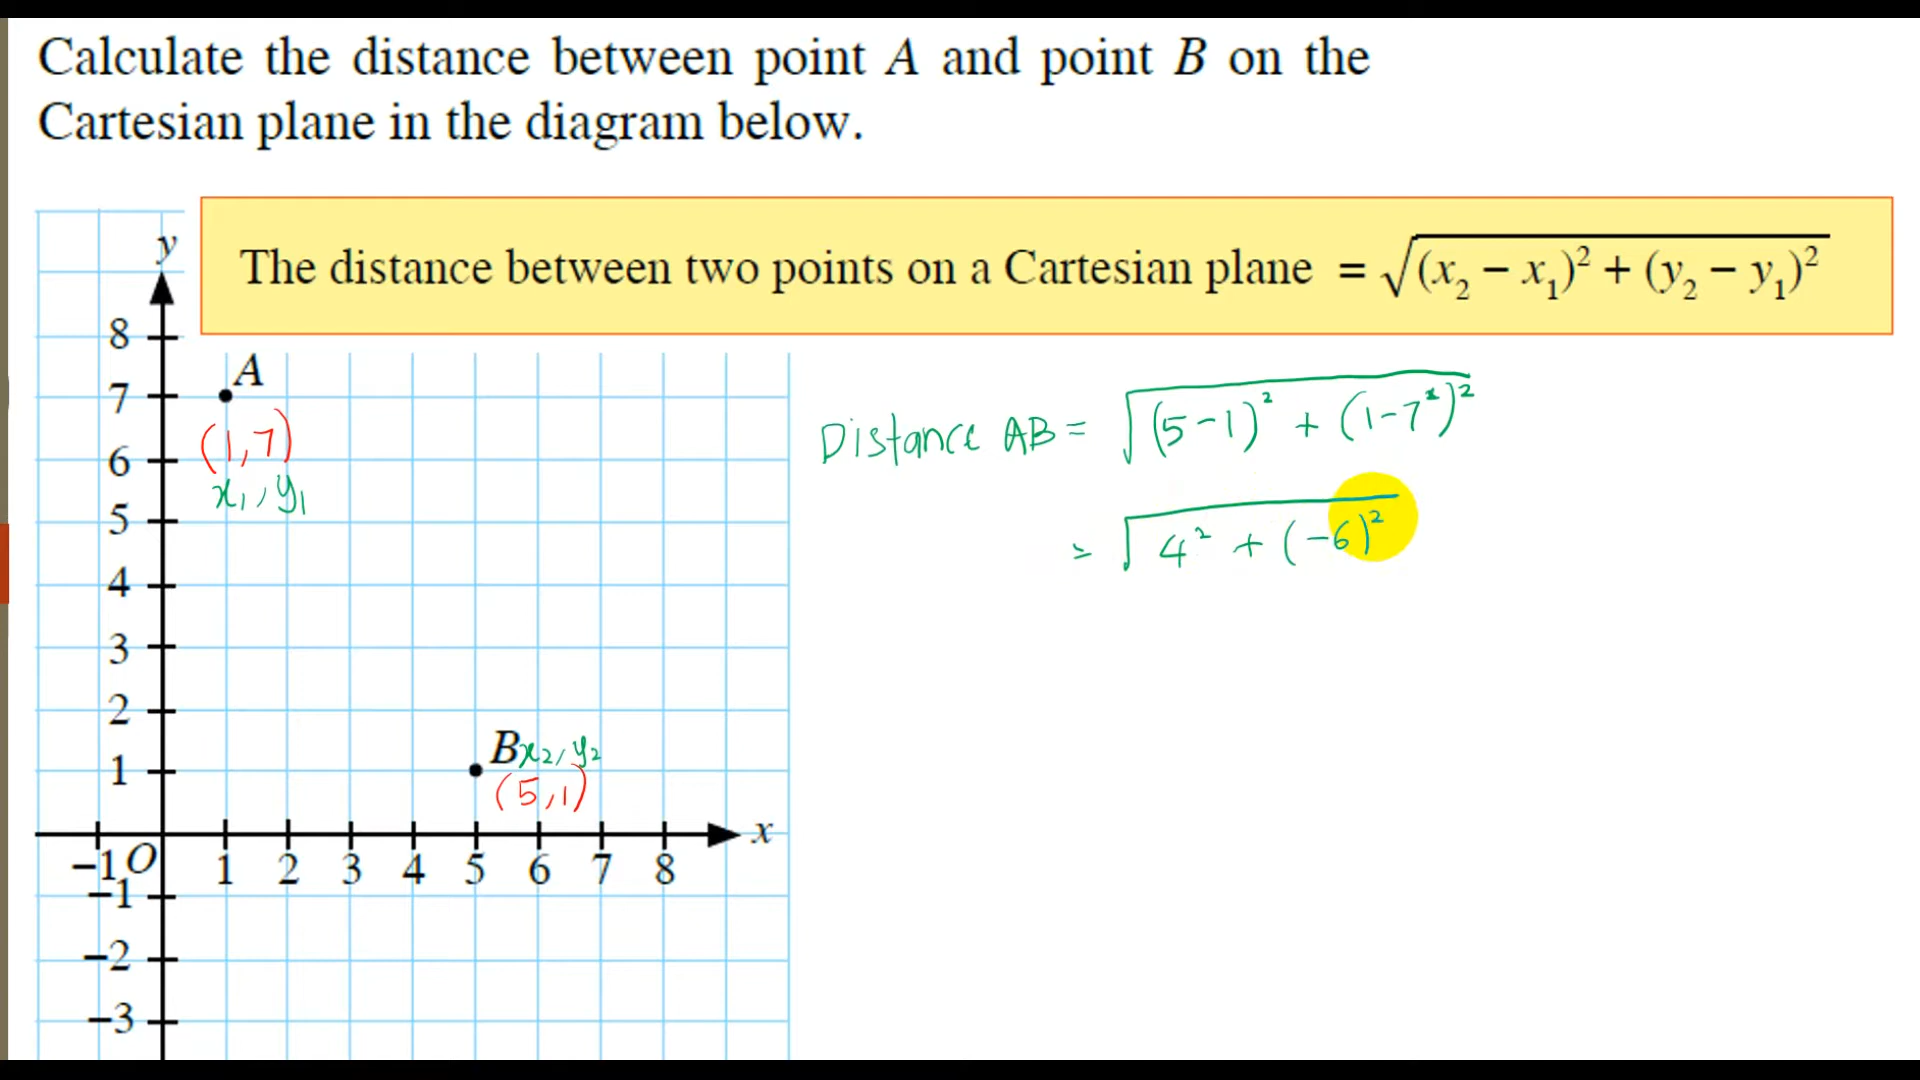 Calculate the distance between point A and point B on the
Cartesian plane in the diagram below.
The distance between two points on a Cartesian plane = √(x₂ − x₁)² + (y₂ − y₁)²
y
8
A
7
(1,7)
6
x₁, y₁
5
4
3
2
B x₂, y₂
1
(5,1)
x
−1 O 1 2 3 4 5 6 7 8
−1
−2
−3
Distance AB = √(5-1)² + (1-7)²
= √4² + (-6)²